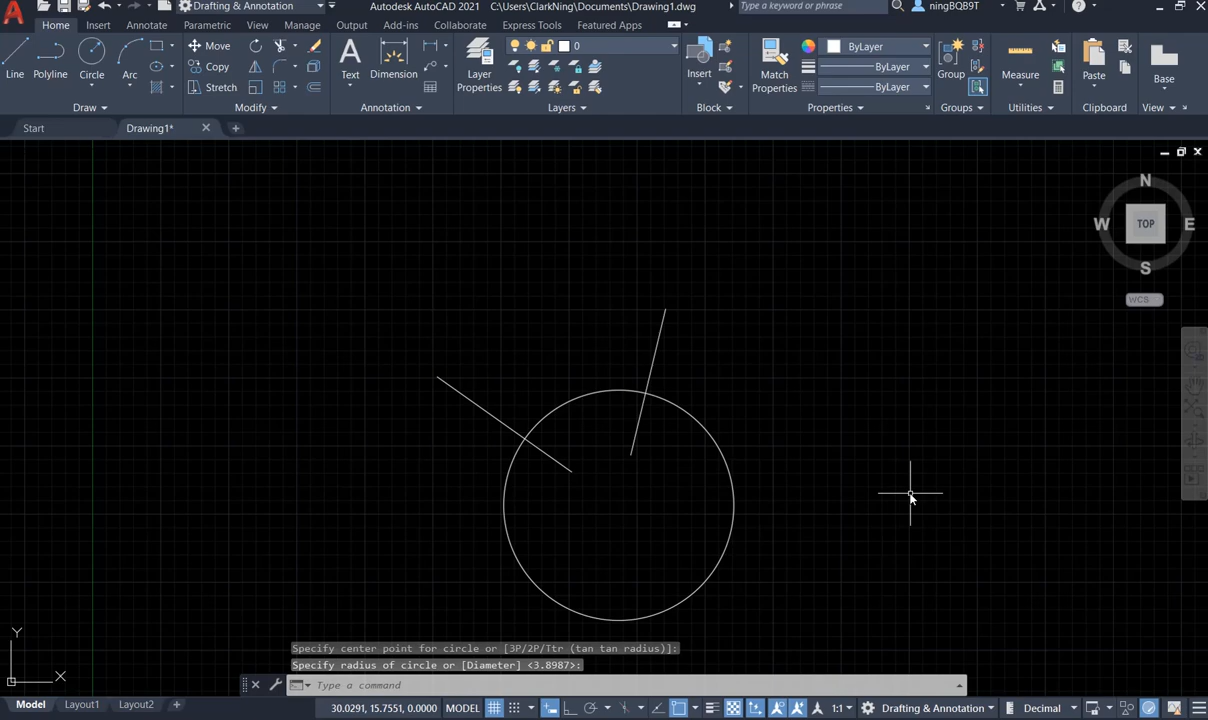 Drafting & Annotation Autodesk AutoCAD 2021 C:\Users\ClarkNing\Documents\Drawing1.dwg Type a keyword or phrase ningBQB9T
Home Insert Annotate Parametric View Manage Output Add-ins Collaborate Express Tools Featured Apps
Line Polyline Circle Arc Move Copy Stretch Text Dimension Layer Properties 0 Insert Match Properties ByLayer ByLayer ByLayer Group Measure Paste Base
Draw Modify Annotation Layers Block Properties Groups Utilities Clipboard View
Start Drawing1*
N
W TOP E
S
WCS
Y
X
Specify center point for circle or [3P/2P/Ttr (tan tan radius)]:
Specify radius of circle or [Diameter] <3.8987>:
Type a command
Model Layout1 Layout2 30.0291, 15.7551, 0.0000 MODEL 1:1 Drafting & Annotation Decimal